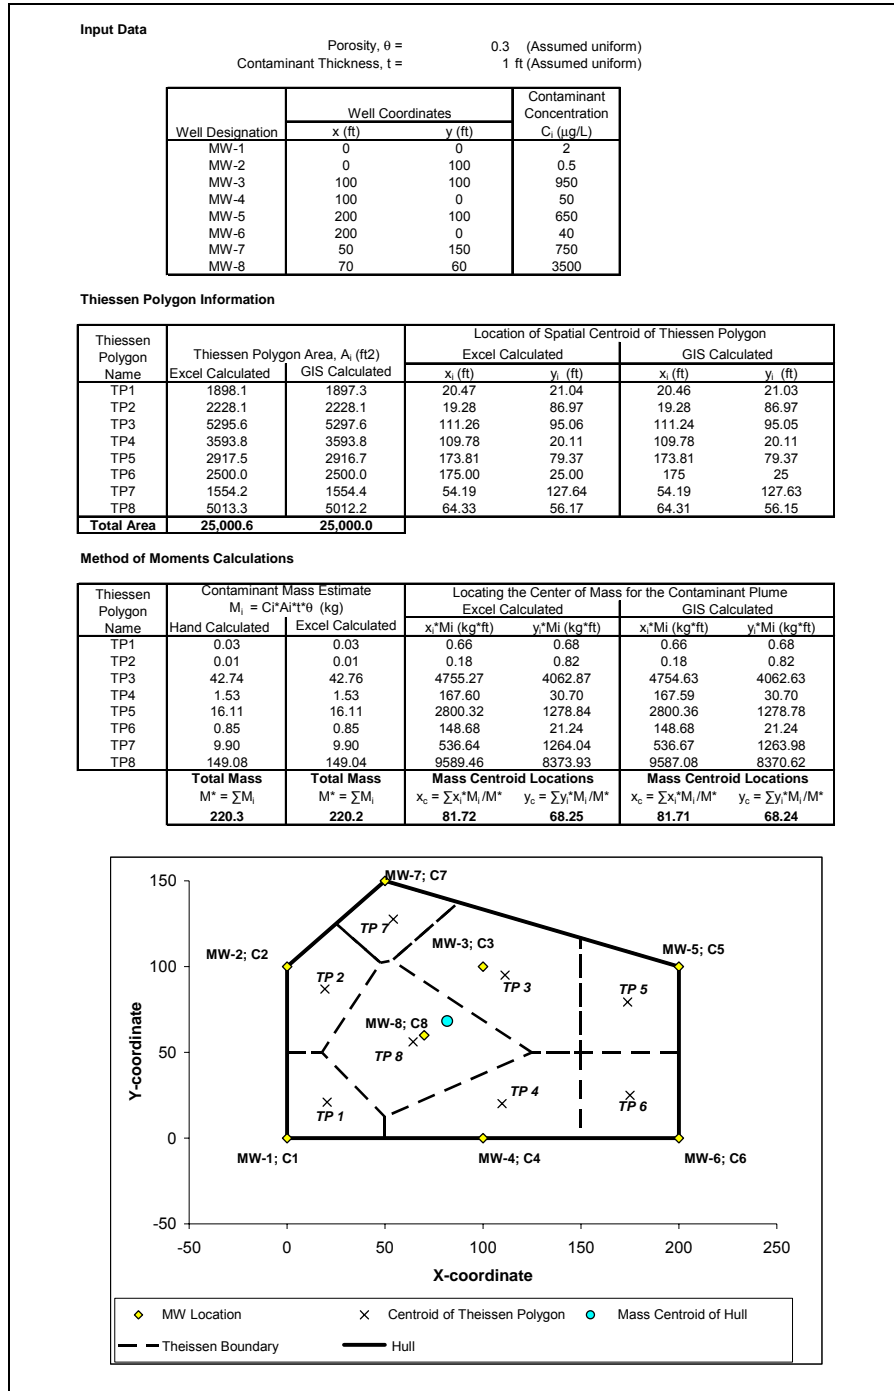 Input Data
Porosity, θ = 0.3 (Assumed uniform)
Contaminant Thickness, t = 1 ft (Assumed uniform)
Well Designation Well Coordinates Contaminant Concentration
x (ft) y (ft) Cᵢ (μg/L)
MW-1 0 0 2
MW-2 0 100 0.5
MW-3 100 100 950
MW-4 100 0 50
MW-5 200 100 650
MW-6 200 0 40
MW-7 50 150 750
MW-8 70 60 3500
Thiessen Polygon Information
Thiessen Polygon Name Thiessen Polygon Area, Aᵢ (ft2) Location of Spatial Centroid of Thiessen Polygon
Excel Calculated GIS Calculated
Excel Calculated GIS Calculated xᵢ (ft) yᵢ (ft) xᵢ (ft) yᵢ (ft)
TP1 1898.1 1897.3 20.47 21.04 20.46 21.03
TP2 2228.1 2228.1 19.28 86.97 19.28 86.97
TP3 5295.6 5297.6 111.26 95.06 111.24 95.05
TP4 3593.8 3593.8 109.78 20.11 109.78 20.11
TP5 2917.5 2916.7 173.81 79.37 173.81 79.37
TP6 2500.0 2500.0 175.00 25.00 175 25
TP7 1554.2 1554.4 54.19 127.64 54.19 127.63
TP8 5013.3 5012.2 64.33 56.17 64.31 56.15
Total Area 25,000.6 25,000.0
Method of Moments Calculations
Thiessen Polygon Name Contaminant Mass Estimate Locating the Center of Mass for the Contaminant Plume
Mᵢ = Ci*Ai*t*θ (kg) Excel Calculated GIS Calculated
Hand Calculated Excel Calculated xᵢ*Mi (kg*ft) yᵢ*Mi (kg*ft) xᵢ*Mi (kg*ft) yᵢ*Mi (kg*ft)
TP1 0.03 0.03 0.66 0.68 0.66 0.68
TP2 0.01 0.01 0.18 0.82 0.18 0.82
TP3 42.74 42.76 4755.27 4062.87 4754.63 4062.63
TP4 1.53 1.53 167.60 30.70 167.59 30.70
TP5 16.11 16.11 2800.32 1278.84 2800.36 1278.78
TP6 0.85 0.85 148.68 21.24 148.68 21.24
TP7 9.90 9.90 536.64 1264.04 536.67 1263.98
TP8 149.08 149.04 9589.46 8373.93 9587.08 8370.62
Total Mass Total Mass Mass Centroid Locations Mass Centroid Locations
M* = ∑Mᵢ M* = ∑Mᵢ x꜀ = ∑xᵢ*Mᵢ/M* y꜀ = ∑yᵢ*Mᵢ/M* x꜀ = ∑xᵢ*Mᵢ/M* y꜀ = ∑yᵢ*Mᵢ/M*
220.3 220.2 81.72 68.25 81.71 68.24
150
MW-7; C7
TP 7
MW-2; C2
MW-3; C3
MW-5; C5
100
TP 2
TP 3
TP 5
MW-8; C8
50
TP 8
TP 1
TP 4
TP 6
0
MW-1; C1
MW-4; C4
MW-6; C6
-50
Y-coordinate
-50 0 50 100 150 200 250
X-coordinate
MW Location Centroid of Theissen Polygon Mass Centroid of Hull
Theissen Boundary Hull